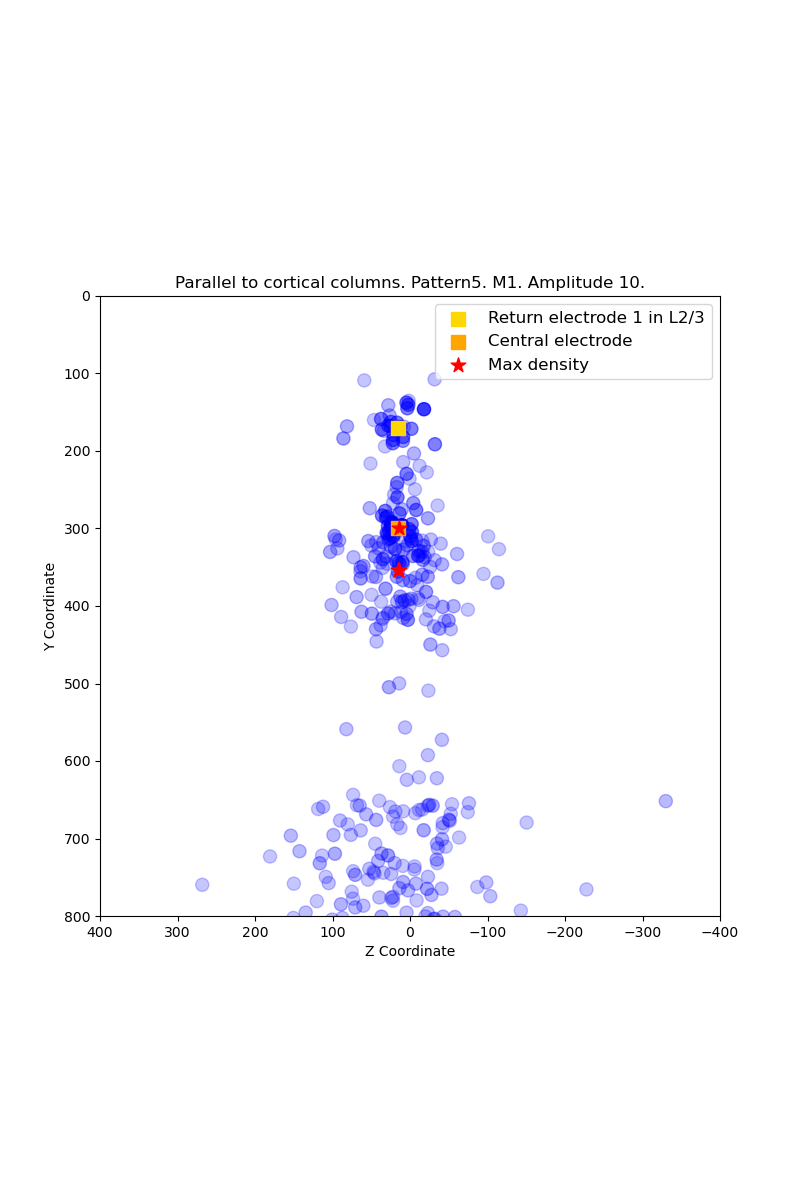 Parallel to cortical columns. Pattern5. M1. Amplitude 10.
Return electrode 1 in L2/3
Central electrode
Max density
Y Coordinate
0
100
200
300
400
500
600
700
800
400 300 200 100 0 −100 −200 −300 −400
Z Coordinate